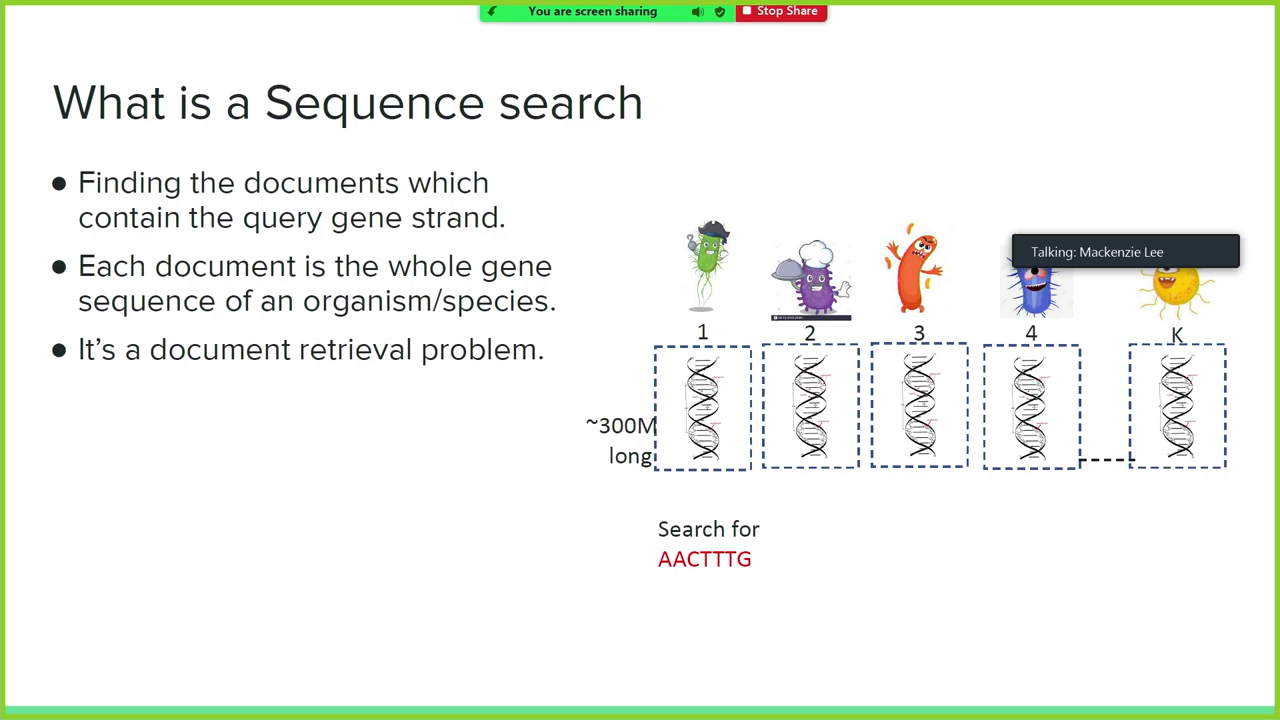 You are screen sharing
Stop Share
What is a Sequence search
● Finding the documents which
contain the query gene strand.
● Each document is the whole gene
sequence of an organism/species.
● It's a document retrieval problem.
Talking: Mackenzie Lee
1
2
3
4
K
~300M
long
Search for
AACTTTG